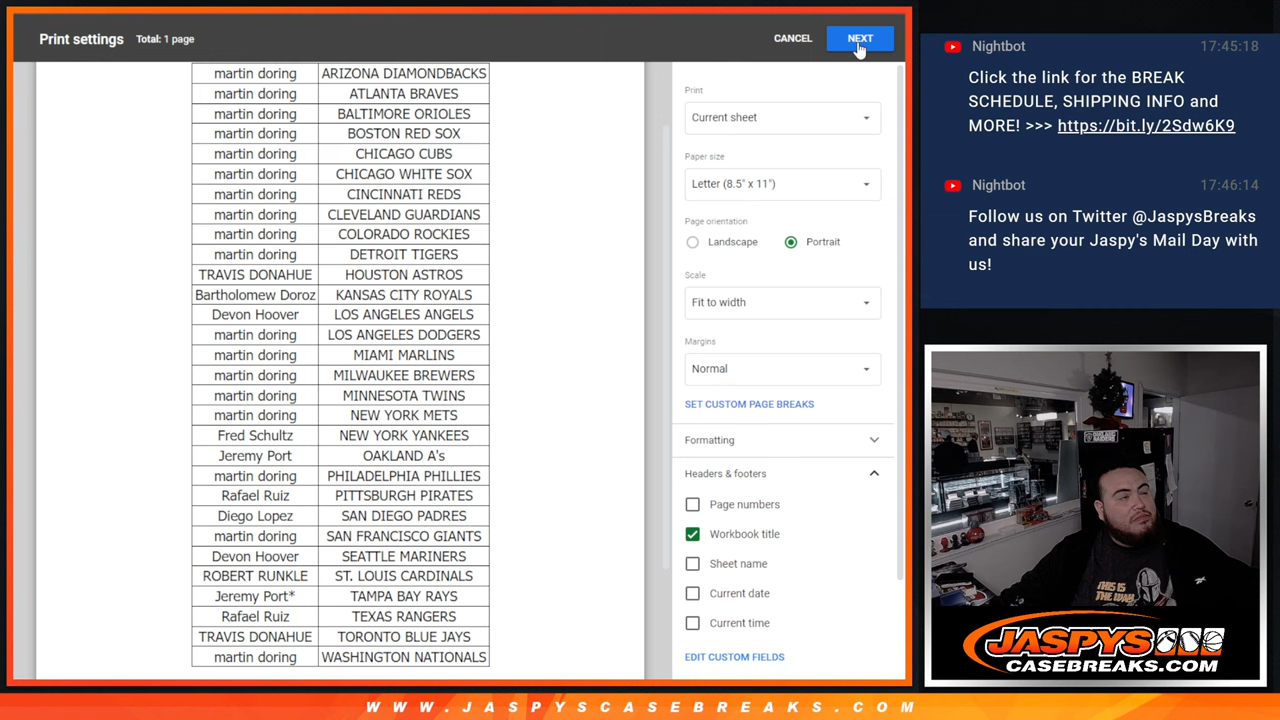 Print settings Total: 1 page CANCEL NEXT
martin doring ARIZONA DIAMONDBACKS
martin doring ATLANTA BRAVES
martin doring BALTIMORE ORIOLES
martin doring BOSTON RED SOX
martin doring CHICAGO CUBS
martin doring CHICAGO WHITE SOX
martin doring CINCINNATI REDS
martin doring CLEVELAND GUARDIANS
martin doring COLORADO ROCKIES
martin doring DETROIT TIGERS
TRAVIS DONAHUE HOUSTON ASTROS
Bartholomew Doroz KANSAS CITY ROYALS
Devon Hoover LOS ANGELES ANGELS
martin doring LOS ANGELES DODGERS
martin doring MIAMI MARLINS
martin doring MILWAUKEE BREWERS
martin doring MINNESOTA TWINS
martin doring NEW YORK METS
Fred Schultz NEW YORK YANKEES
Jeremy Port OAKLAND A's
martin doring PHILADELPHIA PHILLIES
Rafael Ruiz PITTSBURGH PIRATES
Diego Lopez SAN DIEGO PADRES
martin doring SAN FRANCISCO GIANTS
Devon Hoover SEATTLE MARINERS
ROBERT RUNKLE ST. LOUIS CARDINALS
Jeremy Port* TAMPA BAY RAYS
Rafael Ruiz TEXAS RANGERS
TRAVIS DONAHUE TORONTO BLUE JAYS
martin doring WASHINGTON NATIONALS
Print
Current sheet
Paper size
Letter (8.5" x 11")
Page orientation
Landscape Portrait
Scale
Fit to width
Margins
Normal
SET CUSTOM PAGE BREAKS
Formatting
Headers & footers
Page numbers
Workbook title
Sheet name
Current date
Current time
EDIT CUSTOM FIELDS
Nightbot 17:45:18
Click the link for the BREAK
SCHEDULE, SHIPPING INFO and
MORE! >>> https://bit.ly/2Sdw6K9
Nightbot 17:46:14
Follow us on Twitter @JaspysBreaks
and share your Jaspy's Mail Day with
us!
THIS IS
THE WAY
JASPYS
CASEBREAKS.COM
WWW.JASPYSCASEBREAKS.COM